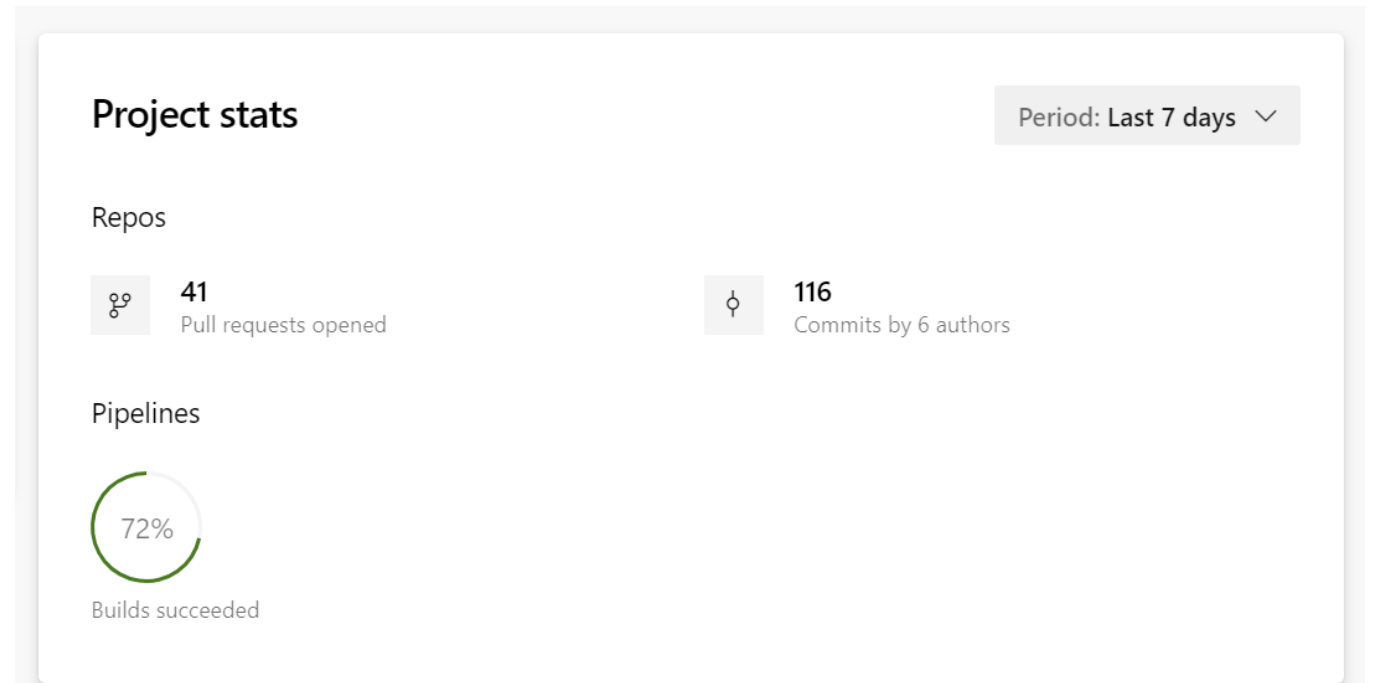 Project stats
Period: Last 7 days
Repos
41
Pull requests opened
116
Commits by 6 authors
Pipelines
72%
Builds succeeded